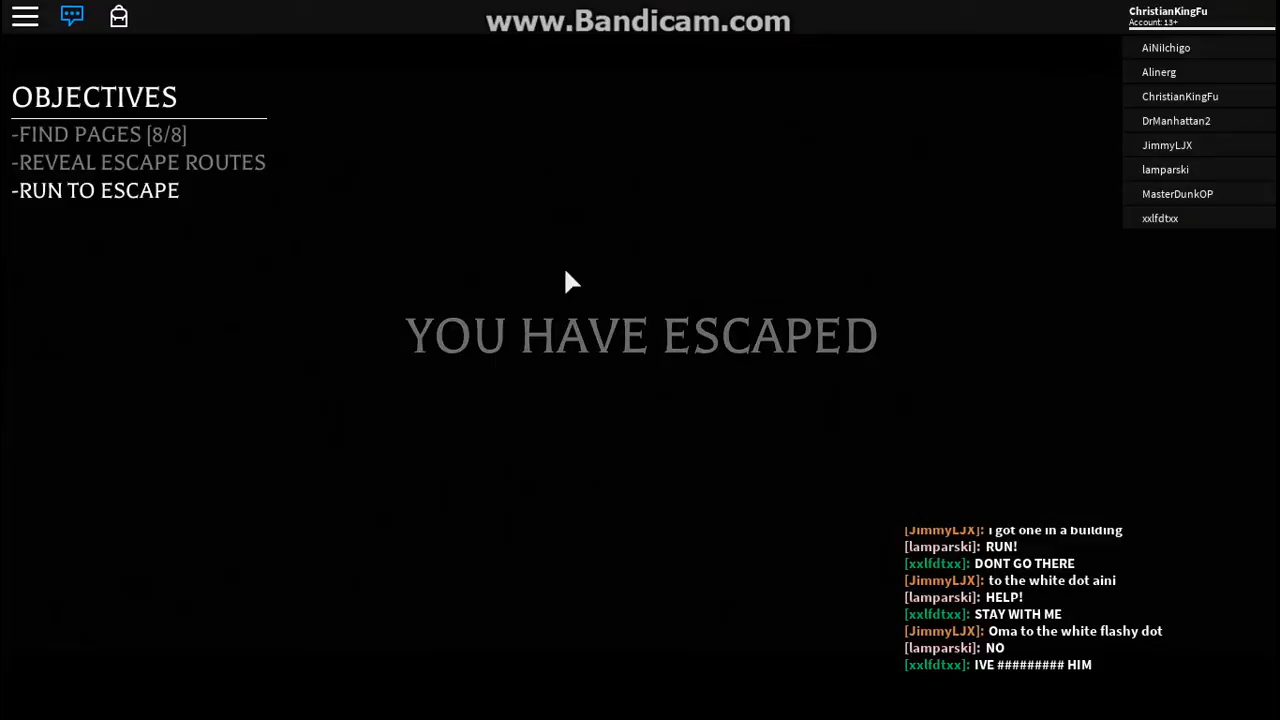 www.Bandicam.com
ChristianKingFu
Account: 13+
AiNiIchigo
Alinerg
ChristianKingFu
DrManhattan2
JimmyLJX
lamparski
MasterDunkOP
xxlfdtxx
OBJECTIVES
-FIND PAGES [8/8]
-REVEAL ESCAPE ROUTES
-RUN TO ESCAPE
YOU HAVE ESCAPED
[JimmyLJX]: i got one in a building
[lamparski]: RUN!
[xxlfdtxx]: DONT GO THERE
[JimmyLJX]: to the white dot aini
[lamparski]: HELP!
[xxlfdtxx]: STAY WITH ME
[JimmyLJX]: Oma to the white flashy dot
[lamparski]: NO
[xxlfdtxx]: IVE ######### HIM